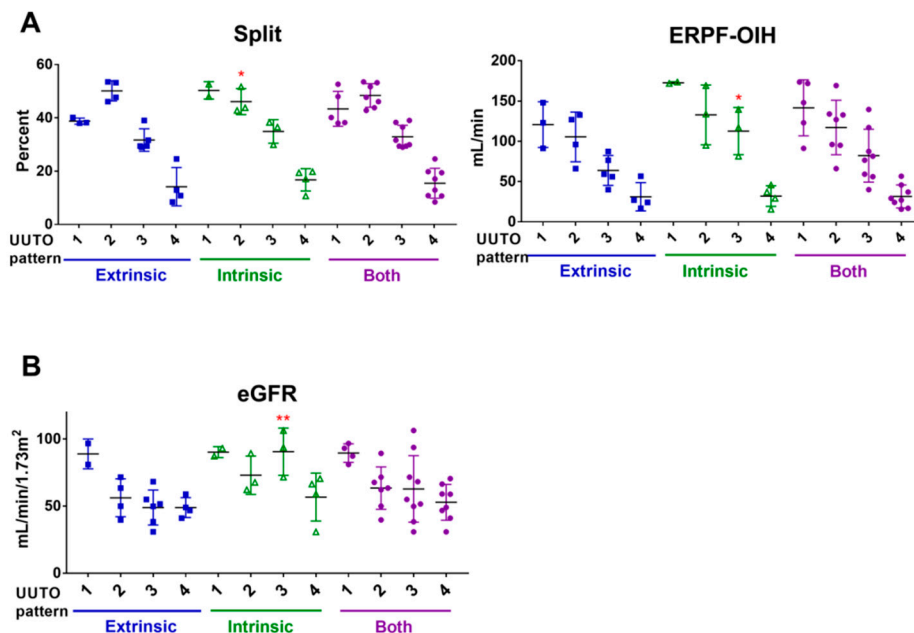 A
Split
ERPF-OIH
Percent
60
40
20
0
*
UUTO
pattern
1 2 3 4 1 2 3 4 1 2 3 4
Extrinsic Intrinsic Both
mL/min
200
150
100
50
0
*
UUTO
pattern
1 2 3 4 1 2 3 4 1 2 3 4
Extrinsic Intrinsic Both
B
eGFR
mL/min/1.73m²
100
50
0
**
UUTO
pattern
1 2 3 4 1 2 3 4 1 2 3 4
Extrinsic Intrinsic Both